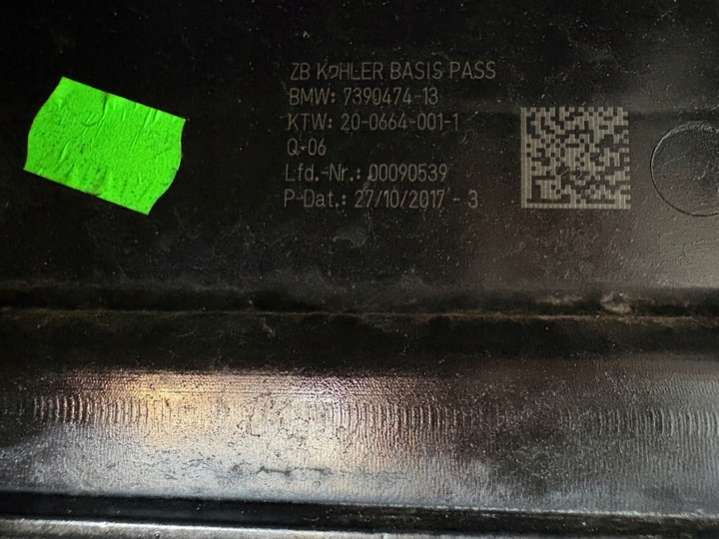 ZB KÜHLER BASIS PASS
BMW: 7390474-13
KTW: 20-0664-001-1
Q-06
Lfd.-Nr.: 00090539
P-Dat.: 27/10/2017 - 3